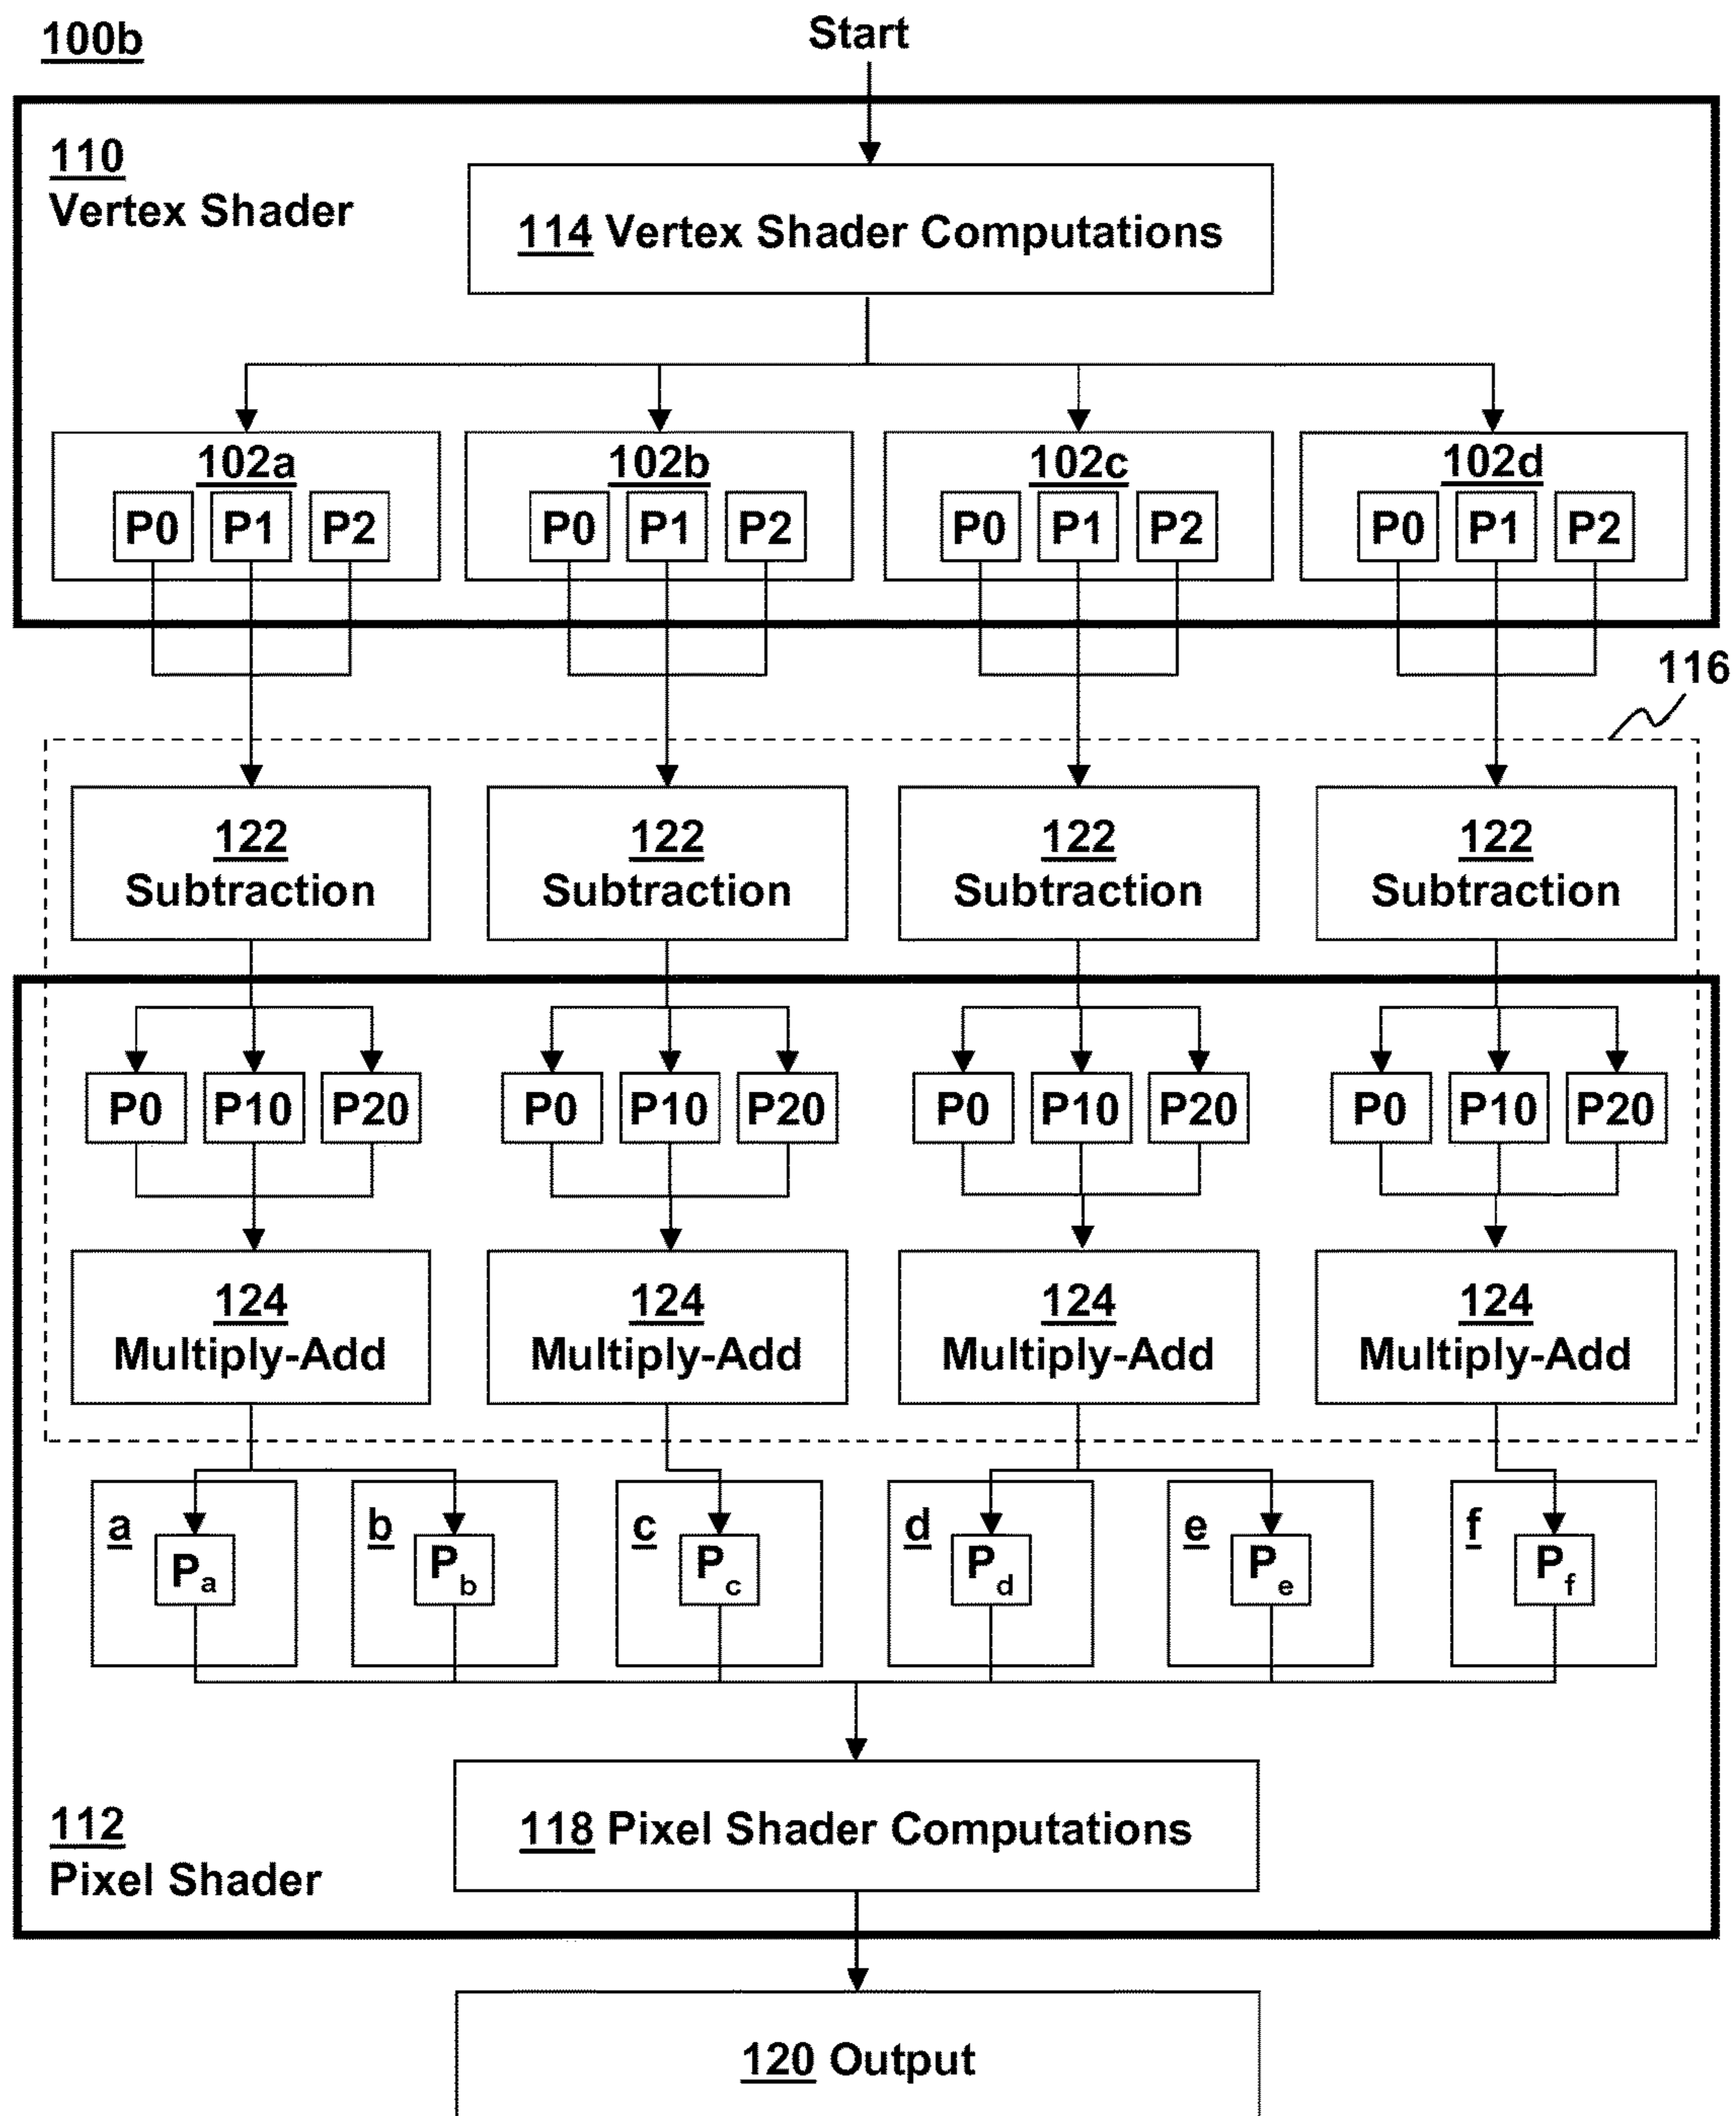 100b
Start
110
Vertex Shader
114 Vertex Shader Computations
102a 102b 102c 102d
P0 P1 P2 P0 P1 P2 P0 P1 P2 P0 P1 P2
116
122 122 122 122
Subtraction Subtraction Subtraction Subtraction
P0 P10 P20 P0 P10 P20 P0 P10 P20 P0 P10 P20
124 124 124 124
Multiply-Add Multiply-Add Multiply-Add Multiply-Add
a b c d e f
Pa Pb Pc Pd Pe Pf
118 Pixel Shader Computations
112
Pixel Shader
120 Output